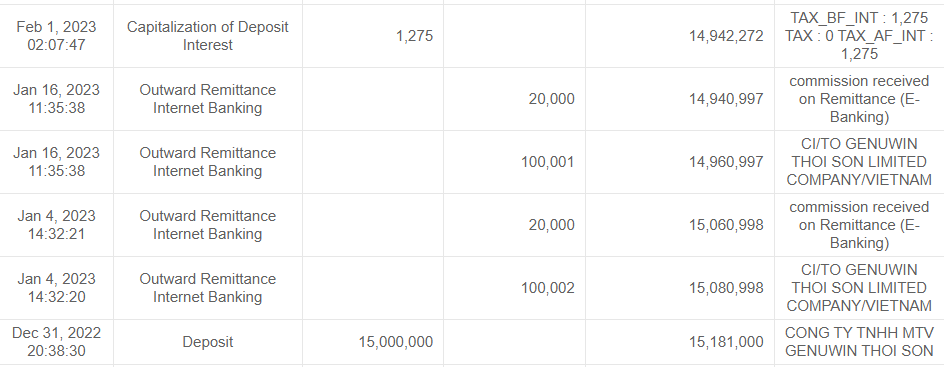 Feb 1, 2023
02:07:47
Capitalization of Deposit
Interest
1,275
14,942,272
TAX_BF_INT : 1,275
TAX : 0 TAX_AF_INT :
1,275
Jan 16, 2023
11:35:38
Outward Remittance
Internet Banking
20,000
14,940,997
commission received
on Remittance (E-
Banking)
Jan 16, 2023
11:35:38
Outward Remittance
Internet Banking
100,001
14,960,997
CI/TO GENUWIN
THOI SON LIMITED
COMPANY/VIETNAM
Jan 4, 2023
14:32:21
Outward Remittance
Internet Banking
20,000
15,060,998
commission received
on Remittance (E-
Banking)
Jan 4, 2023
14:32:20
Outward Remittance
Internet Banking
100,002
15,080,998
CI/TO GENUWIN
THOI SON LIMITED
COMPANY/VIETNAM
Dec 31, 2022
20:38:30
Deposit
15,000,000
15,181,000
CONG TY TNHH MTV
GENUWIN THOI SON